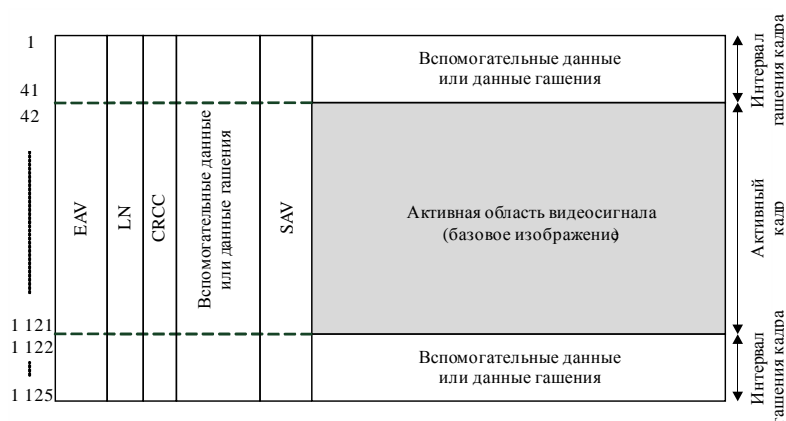 1
41
42
1 121
1 122
1 125
EAV
LN
CRCC
Вспомогательные данные
или данные гашения
SAV
Вспомогательные данные
или данные гашения
Активная область видеосигнала
(базовое изображение)
Вспомогательные данные
или данные гашения
Интервал
гашения кадра
Активный
кадр
Интервал
гашения кадра